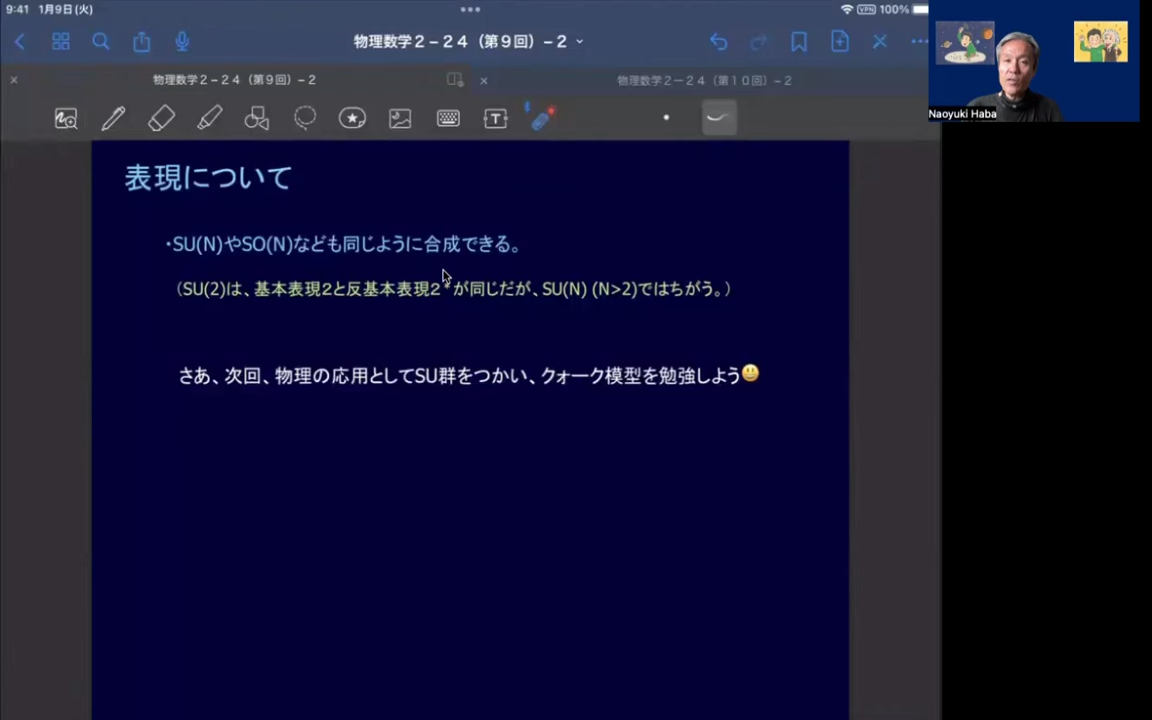 9:41 1月9日(火)
VPN 100%
物理数学２－２４（第９回）－２
物理数学２－２４（第９回）－２
物理数学２ー２４（第１０回）－２
Naoyuki Haba
表現について
・SU(N)やSO(N)なども同じように合成できる。
（SU(2)は、基本表現２と反基本表現２*が同じだが、SU(N) (N>2)ではちがう。）
さあ、次回、物理の応用としてSU群をつかい、クォーク模型を勉強しよう😃